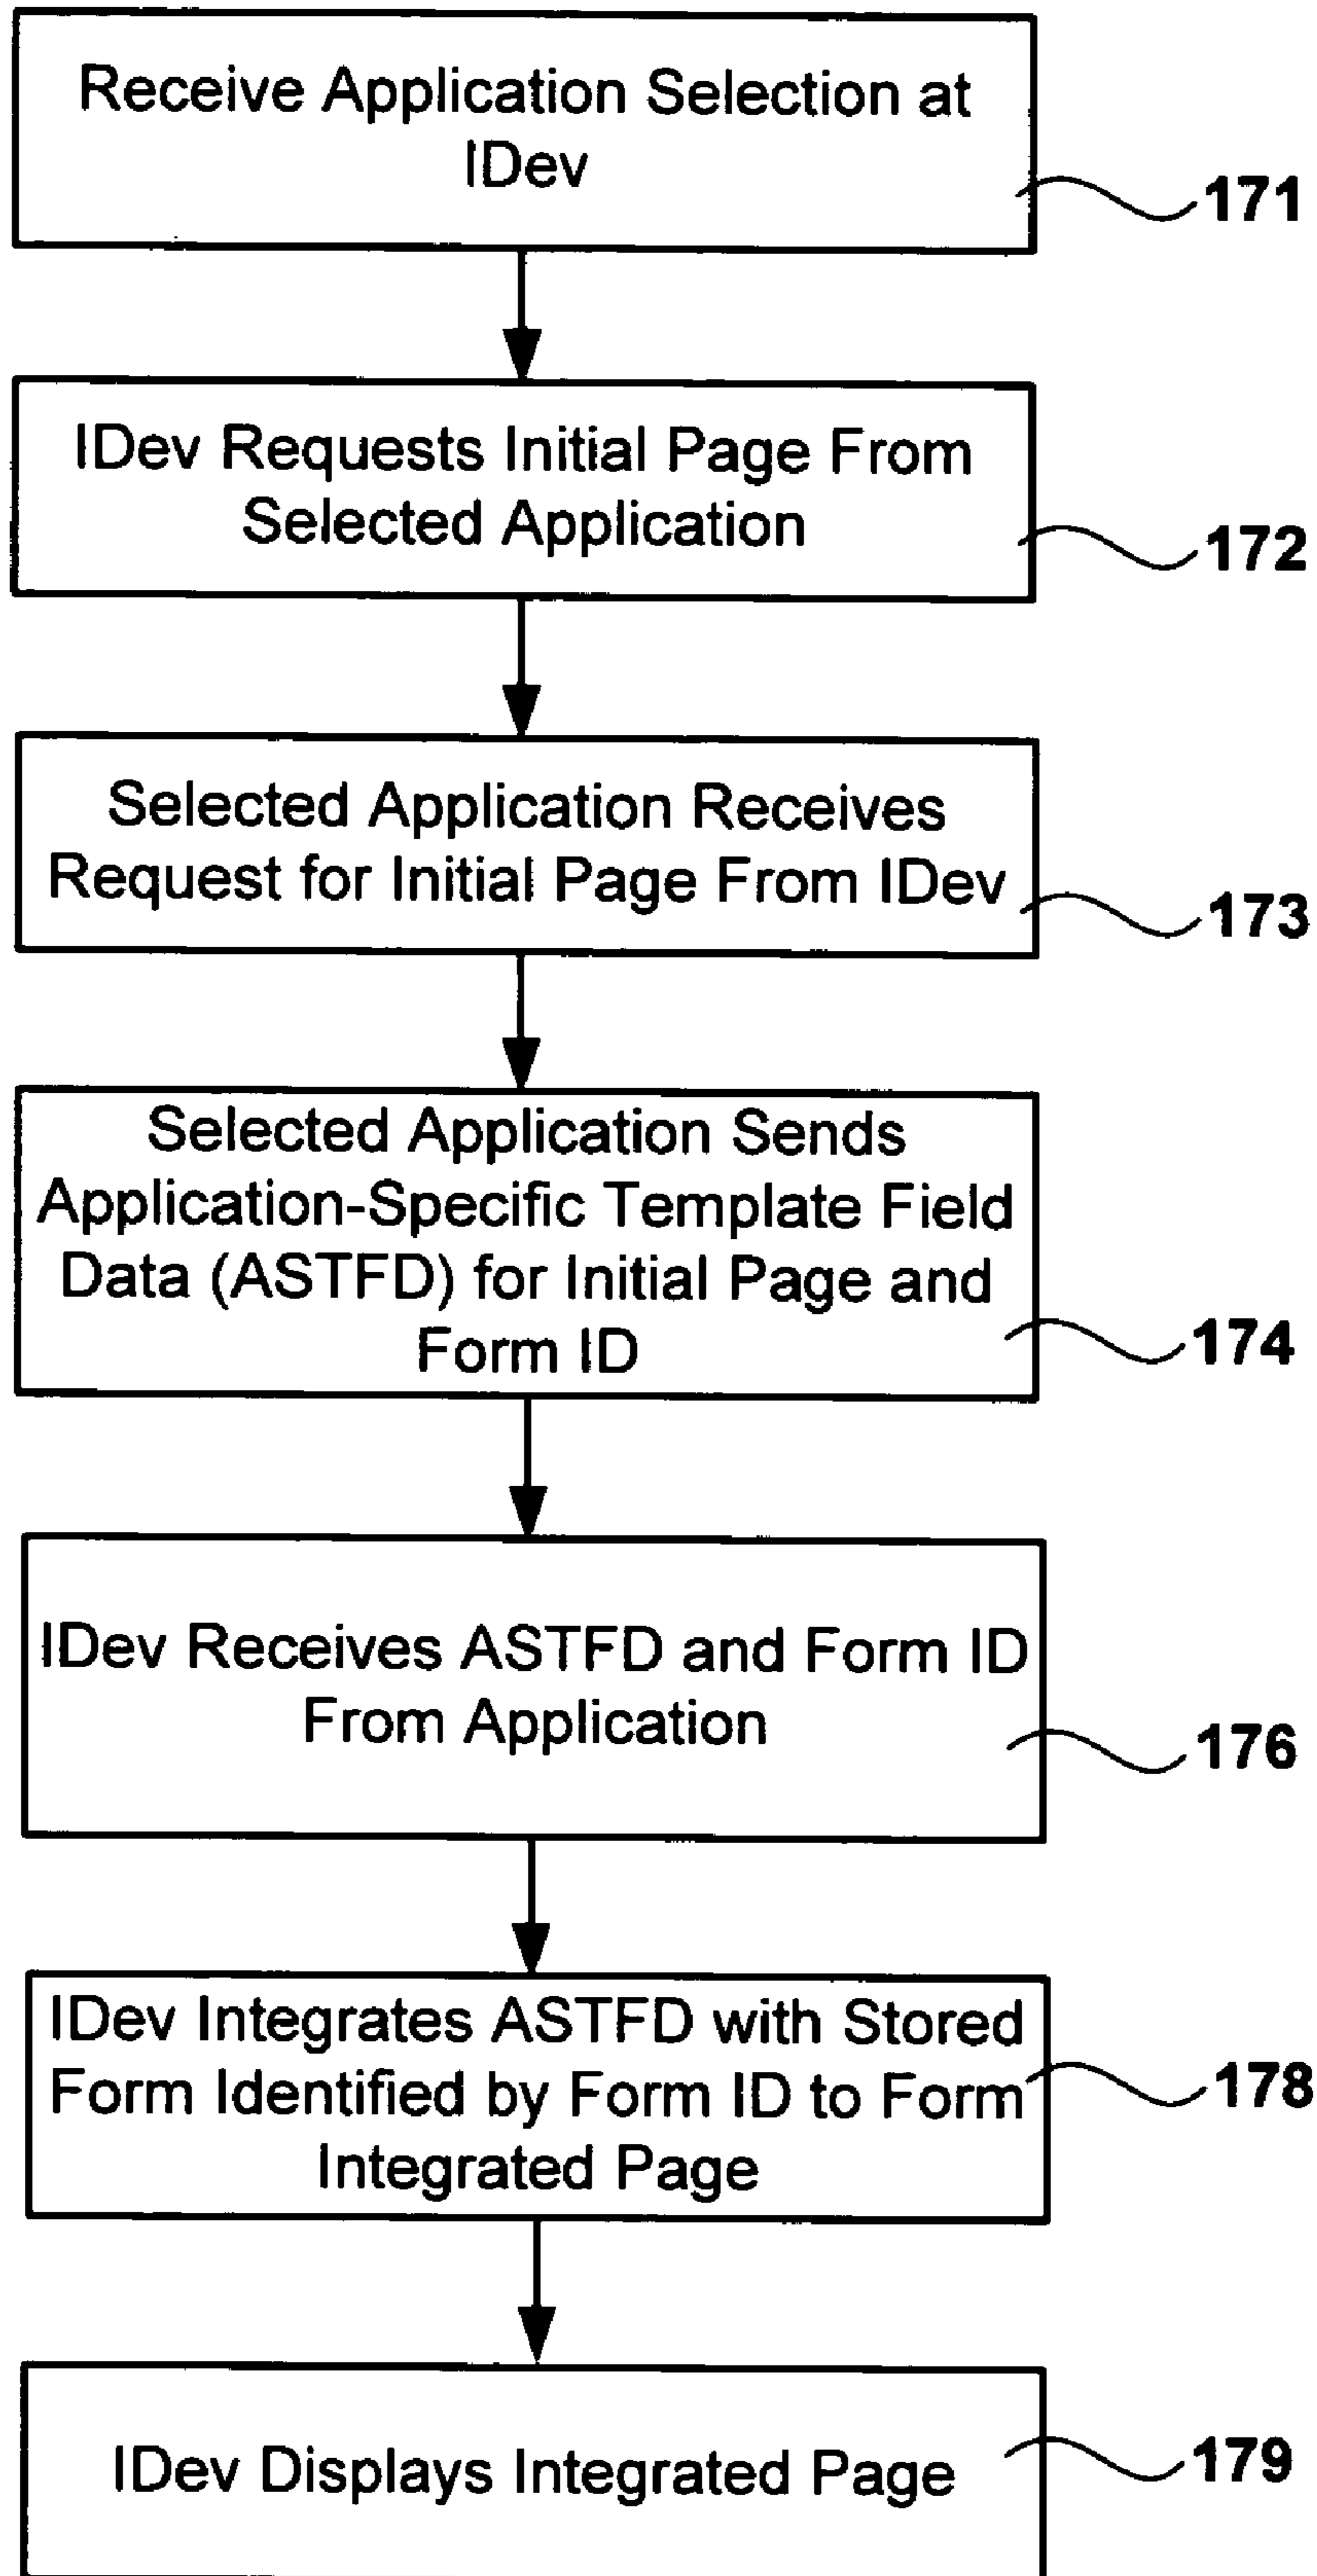 Receive Application Selection at
IDev
171
IDev Requests Initial Page From
Selected Application
172
Selected Application Receives
Request for Initial Page From IDev
173
Selected Application Sends
Application-Specific Template Field
Data (ASTFD) for Initial Page and
Form ID
174
IDev Receives ASTFD and Form ID
From Application
176
IDev Integrates ASTFD with Stored
Form Identified by Form ID to Form
Integrated Page
178
IDev Displays Integrated Page
179